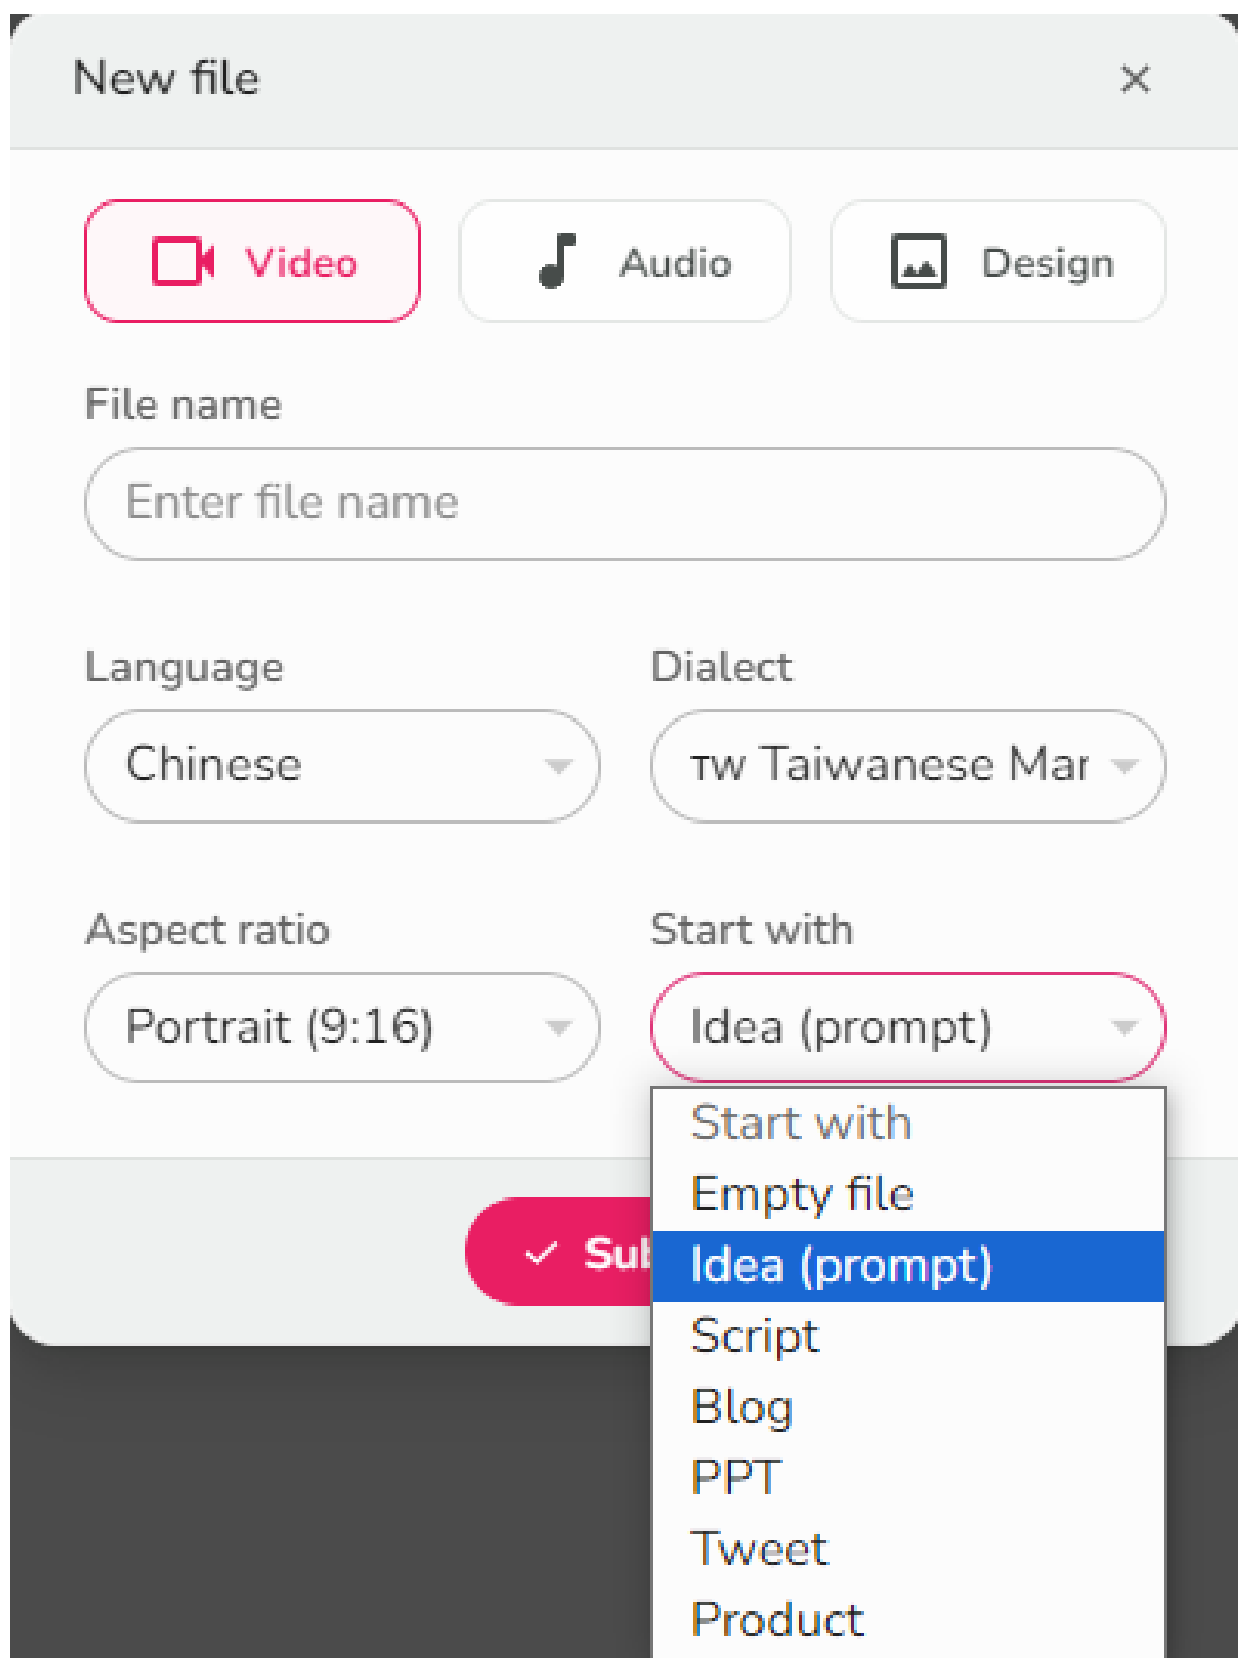 New file
Video
Audio
Design
File name
Enter file name
Language
Dialect
Chinese
TW Taiwanese
Aspect ratio
Start with
Portrait (9:16)
Idea (prompt)
Start with
Empty file
Idea (prompt)
Script
Blog
PPT
Tweet
Product